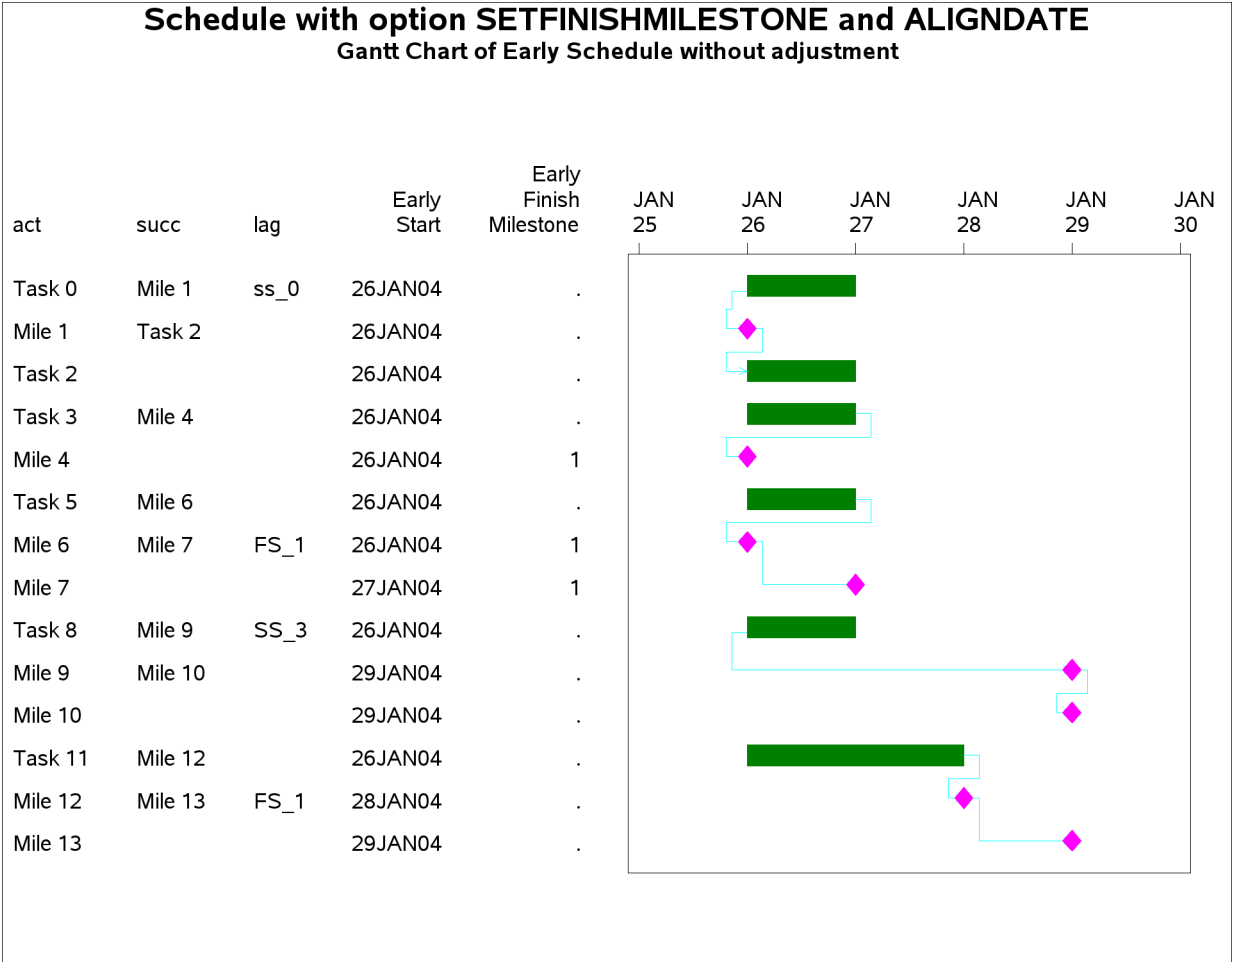 Schedule with option SETFINISHMILESTONE and ALIGNDATE
Gantt Chart of Early Schedule without adjustment
Early
Early Finish JAN JAN JAN JAN JAN JAN
act succ lag Start Milestone 25 26 27 28 29 30
Task 0 Mile 1 ss_0 26JAN04 .
Mile 1 Task 2 26JAN04 .
Task 2 26JAN04 .
Task 3 Mile 4 26JAN04 .
Mile 4 26JAN04 1
Task 5 Mile 6 26JAN04 .
Mile 6 Mile 7 FS_1 26JAN04 1
Mile 7 27JAN04 1
Task 8 Mile 9 SS_3 26JAN04 .
Mile 9 Mile 10 29JAN04 .
Mile 10 29JAN04 .
Task 11 Mile 12 26JAN04 .
Mile 12 Mile 13 FS_1 28JAN04 .
Mile 13 29JAN04 .